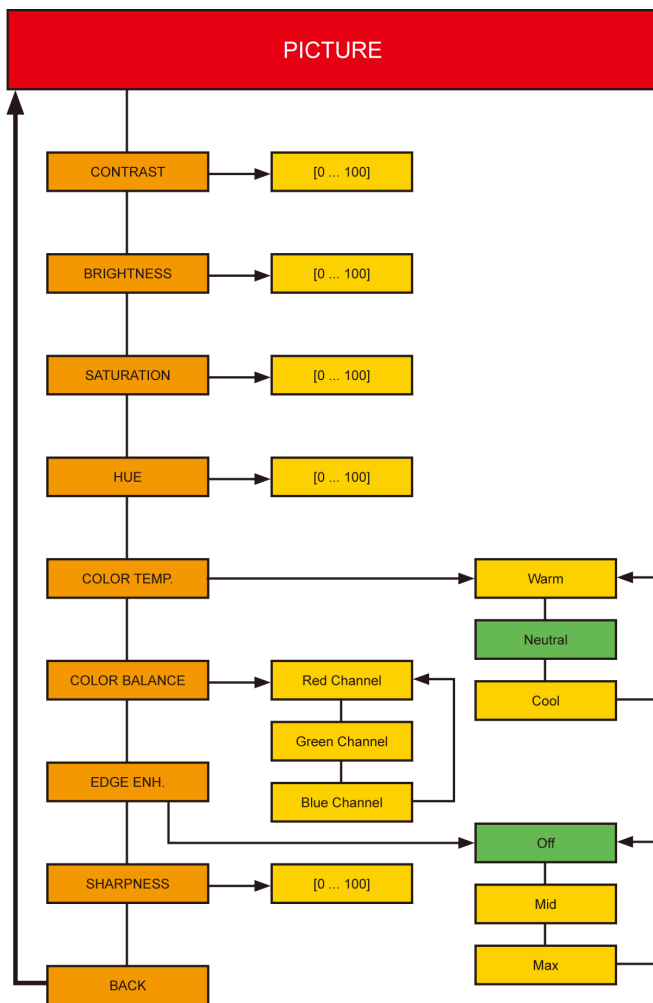 PICTURE
CONTRAST
[0 ... 100]
BRIGHTNESS
[0 ... 100]
SATURATION
[0 ... 100]
HUE
[0 ... 100]
COLOR TEMP.
Warm
Neutral
Cool
COLOR BALANCE
Red Channel
Green Channel
Blue Channel
EDGE ENH.
Off
Mid
Max
SHARPNESS
[0 ... 100]
BACK